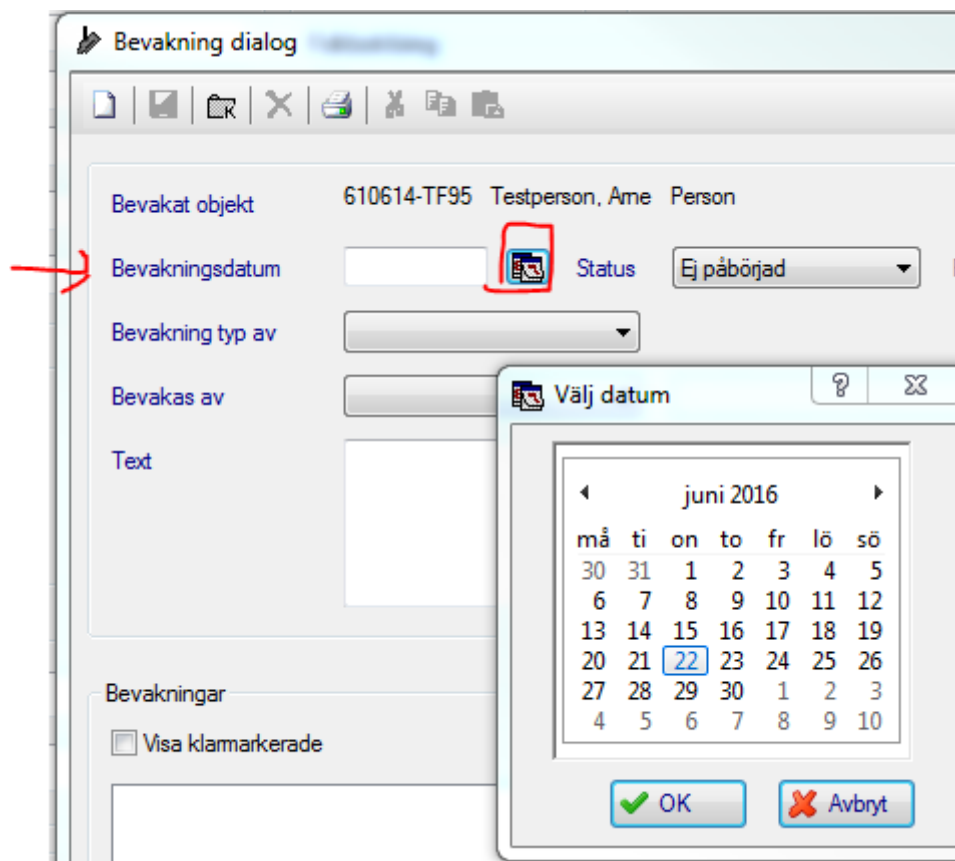 Bevakning dialog
Bevakat objekt 610614-TF95 Testperson, Arne Person
Bevakningsdatum Status Ej påbörjad
Bevakning typ av
Bevakas av
Välj datum
Text
juni 2016
må ti on to fr lö sö
30 31 1 2 3 4 5
6 7 8 9 10 11 12
13 14 15 16 17 18 19
20 21 22 23 24 25 26
27 28 29 30 1 2 3
4 5 6 7 8 9 10
Bevakningar
Visa klarmarkerade
OK Avbryt